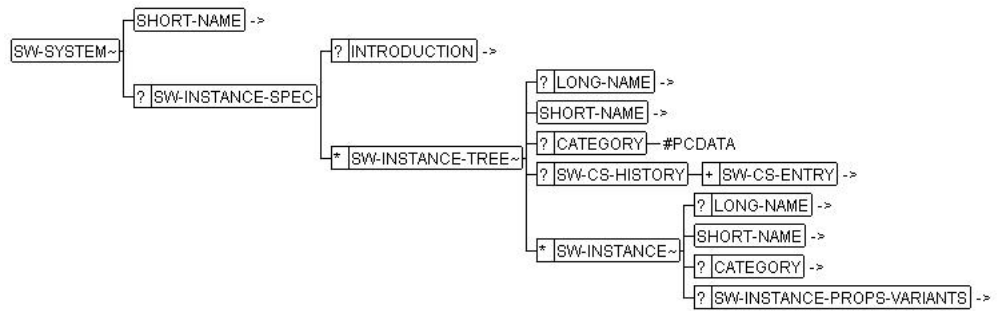 SHORT-NAME ->
SW-SYSTEM~
? INTRODUCTION ->
? SW-INSTANCE-SPEC
? LONG-NAME ->
SHORT-NAME ->
? CATEGORY #PCDATA
* SW-INSTANCE-TREE~
? SW-CS-HISTORY + SW-CS-ENTRY ->
? LONG-NAME ->
SHORT-NAME ->
* SW-INSTANCE~
? CATEGORY ->
? SW-INSTANCE-PROPS-VARIANTS ->